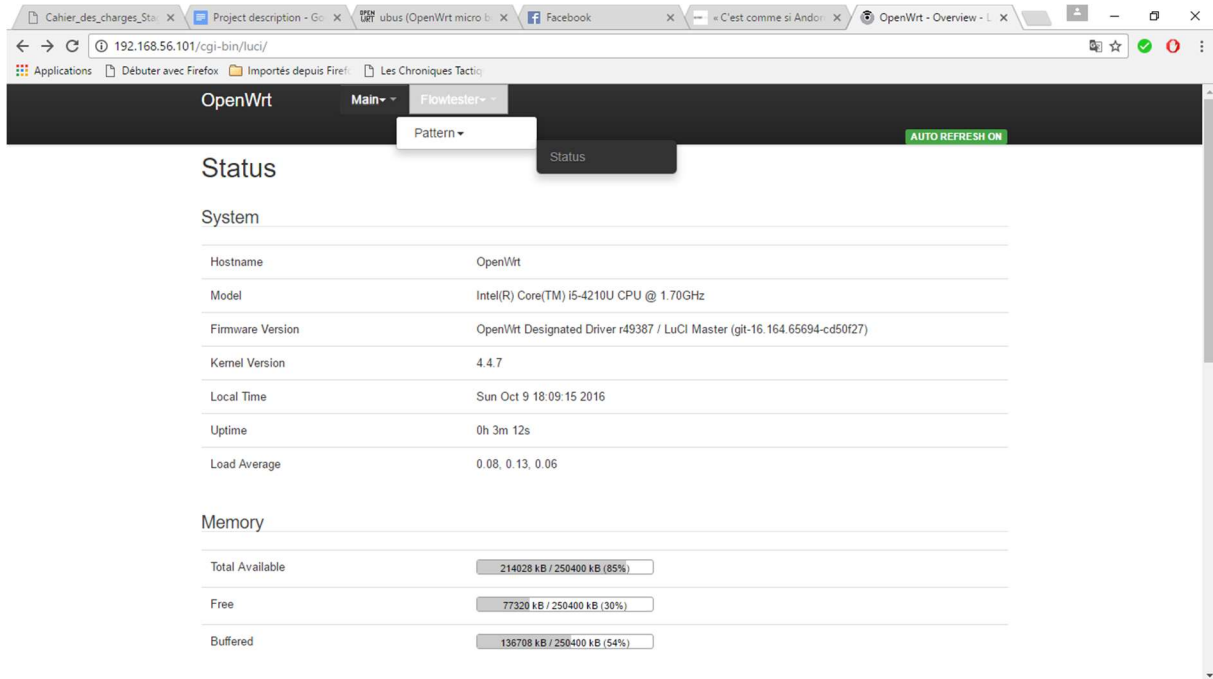 Cahier_des_charges_Sta
Project description - Go
ubus (OpenWrt micro b
Facebook
« C'est comme si Andor
OpenWrt - Overview - L
192.168.56.101/cgi-bin/luci/
Applications Débuter avec Firefox Importés depuis Firef Les Chroniques Tactiq
OpenWrt Main Flowtester
Pattern
AUTO REFRESH ON
Status
Status
System
Hostname OpenWrt
Model Intel(R) Core(TM) i5-4210U CPU @ 1.70GHz
Firmware Version OpenWrt Designated Driver r49387 / LuCI Master (git-16.164.65694-cd50f27)
Kernel Version 4.4.7
Local Time Sun Oct 9 18:09:15 2016
Uptime 0h 3m 12s
Load Average 0.08, 0.13, 0.06
Memory
Total Available 214028 kB / 250400 kB (85%)
Free 77320 kB / 250400 kB (30%)
Buffered 136708 kB / 250400 kB (54%)